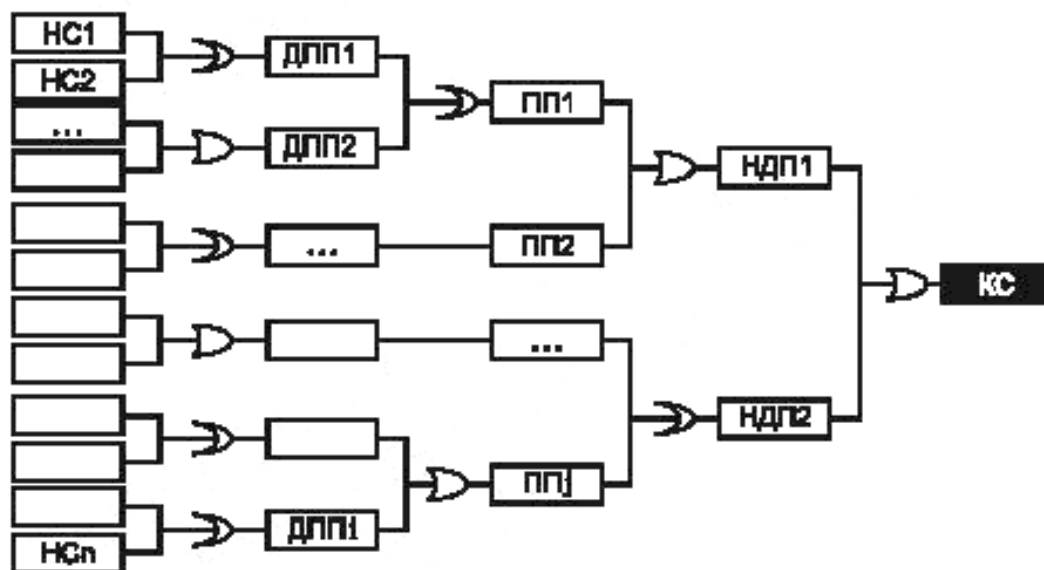 НС1
НС2
...
ДПП1
ДПП2
ПП1
НДП1
...
ПП2
КС
...
НДП2
ППj
ДППi
НСn